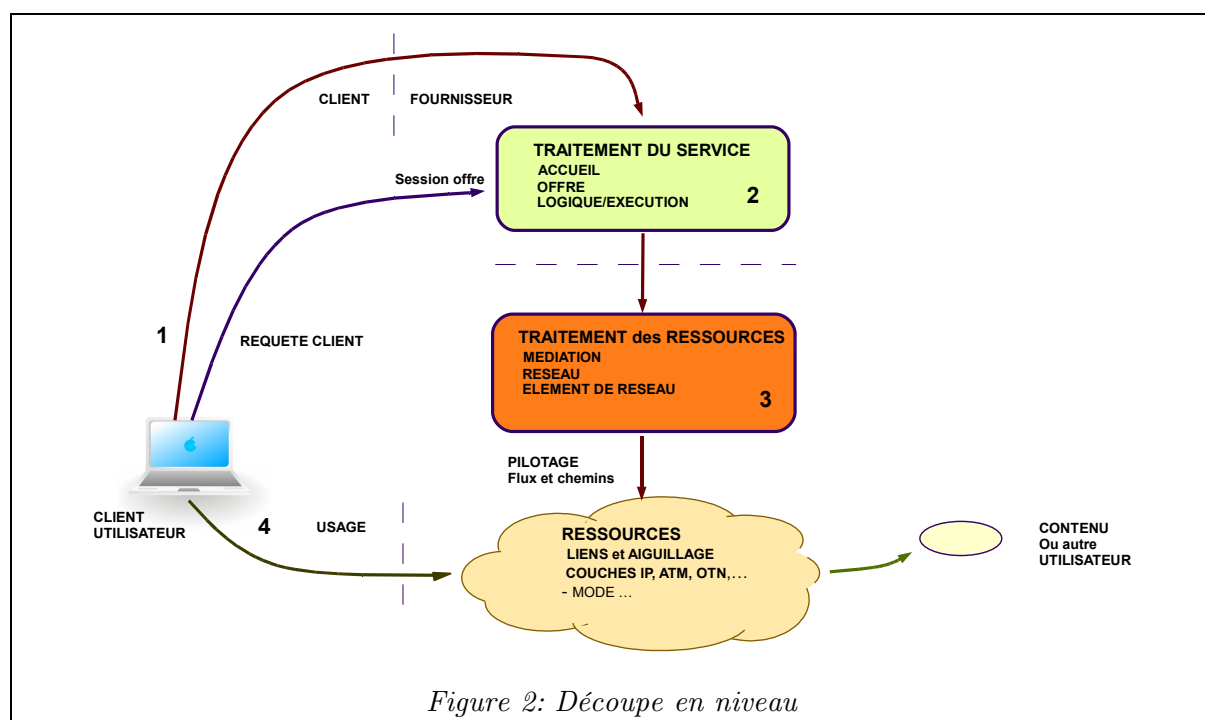 CLIENT
FOURNISSEUR
TRAITEMENT DU SERVICE
ACCUEIL
OFFRE
LOGIQUE/EXECUTION
2
Session offre
1
REQUETE CLIENT
TRAITEMENT des RESSOURCES
MEDIATION
RESEAU
ELEMENT DE RESEAU
3
PILOTAGE
Flux et chemins
CLIENT
UTILISATEUR
4
USAGE
RESSOURCES
LIENS et AIGUILLAGE
COUCHES IP, ATM, OTN,…
- MODE …
CONTENU
Ou autre
UTILISATEUR
Figure 2: Découpe en niveau